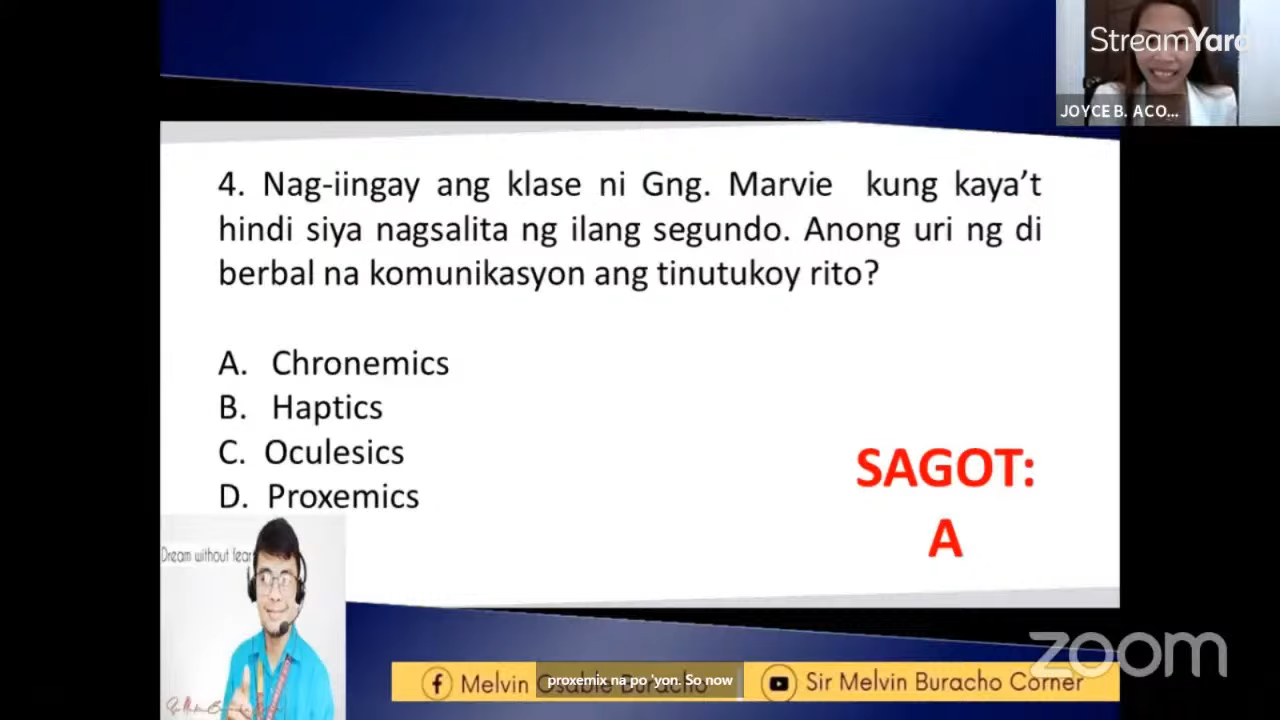 StreamYard
JOYCE B. ACO...
4. Nag-iingay ang klase ni Gng. Marvie kung kaya’t
hindi siya nagsalita ng ilang segundo. Anong uri ng di
berbal na komunikasyon ang tinutukoy rito?
A. Chronemics
B. Haptics
C. Oculesics
D. Proxemics
SAGOT:
A
Dream without fear
zoom
Melvin Osable Buracho
proxemix na po 'yon. So now
Sir Melvin Buracho Corner